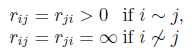 r_{ij} = r_{ji} > 0 if i ∼ j,
r_{ij} = r_{ji} = ∞ if i ≁ j